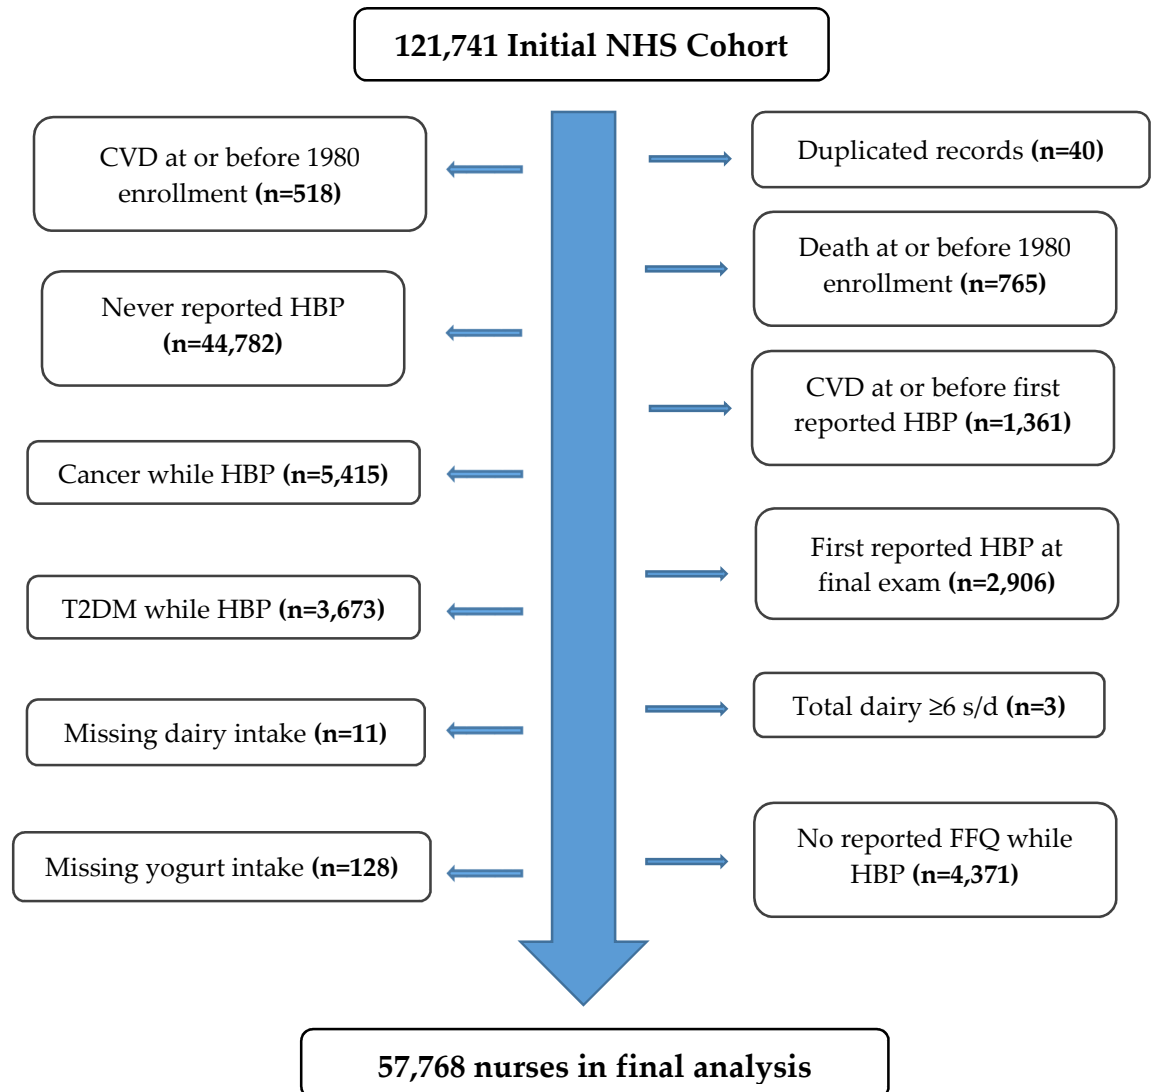 121,741 Initial NHS Cohort
Duplicated records (n=40)
CVD at or before 1980
enrollment (n=518)
Death at or before 1980
enrollment (n=765)
Never reported HBP
(n=44,782)
CVD at or before first
reported HBP (n=1,361)
Cancer while HBP (n=5,415)
First reported HBP at
final exam (n=2,906)
T2DM while HBP (n=3,673)
Total dairy ≥6 s/d (n=3)
Missing dairy intake (n=11)
No reported FFQ while
HBP (n=4,371)
Missing yogurt intake (n=128)
57,768 nurses in final analysis